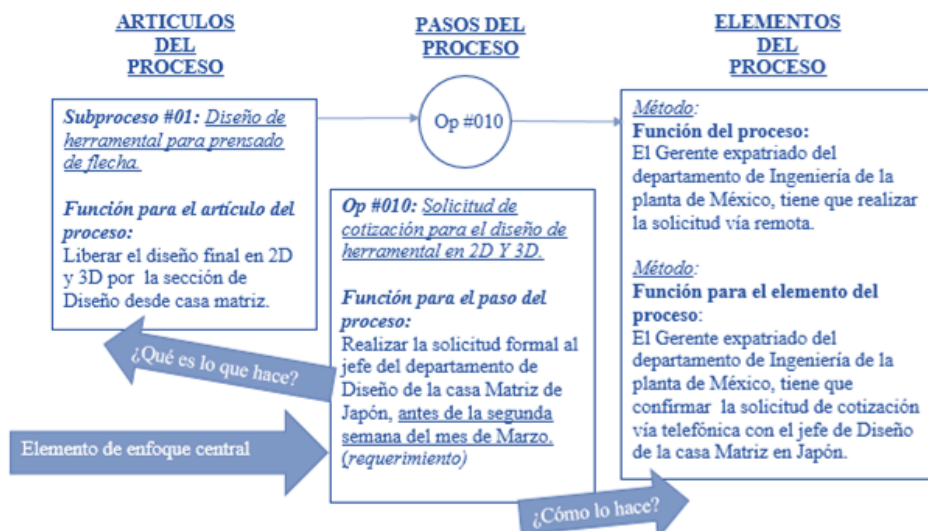 ARTICULOS
DEL
PROCESO
PASOS DEL
PROCESO
ELEMENTOS
DEL
PROCESO
Subproceso #01: Diseño de
herramental para prensado
de flecha.
Función para el artículo del
proceso:
Liberar el diseño final en 2D
y 3D por la sección de
Diseño desde casa matriz.
¿Qué es lo que hace?
Elemento de enfoque central
Op #010
Op #010: Solicitud de
cotización para el diseño de
herramental en 2D Y 3D.
Función para el paso del
proceso:
Realizar la solicitud formal al
jefe del departamento de
Diseño de la casa Matriz de
Japón, antes de la segunda
semana del mes de Marzo.
(requerimiento)
¿Cómo lo hace?
Método:
Función del proceso:
El Gerente expatriado del
departamento de Ingeniería de la
planta de México, tiene que realizar
la solicitud vía remota.
Método:
Función para el elemento del
proceso:
El Gerente expatriado del
departamento de Ingeniería de la
planta de México, tiene que
confirmar la solicitud de cotización
vía telefónica con el jefe de Diseño
de la casa Matriz en Japón.